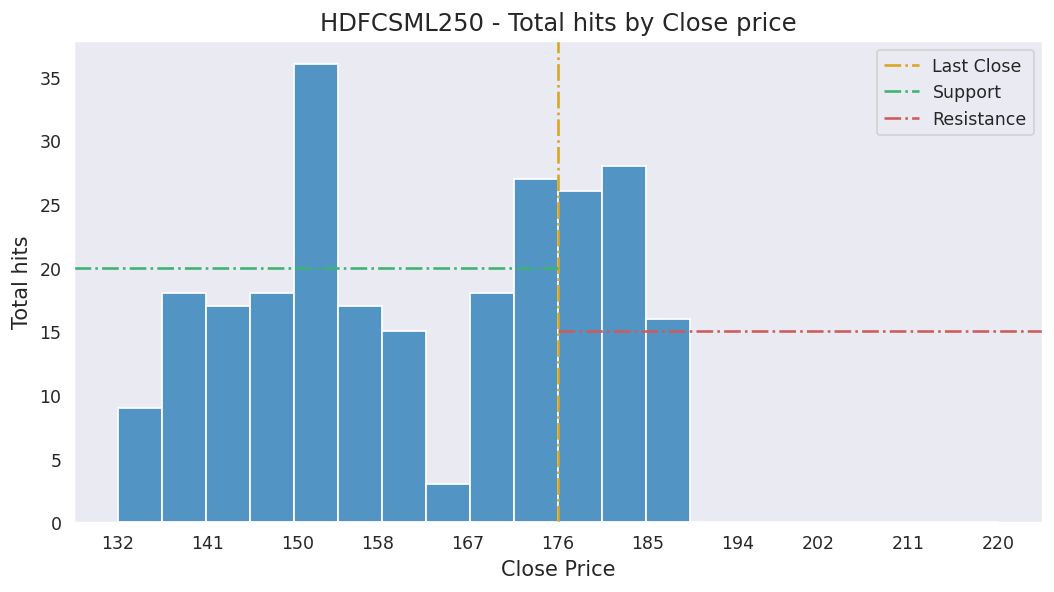 HDFCSML250 - Total hits by Close price
Last Close
Support
Resistance
Total hits
35
30
25
20
15
10
5
0
132 141 150 158 167 176 185 194 202 211 220
Close Price